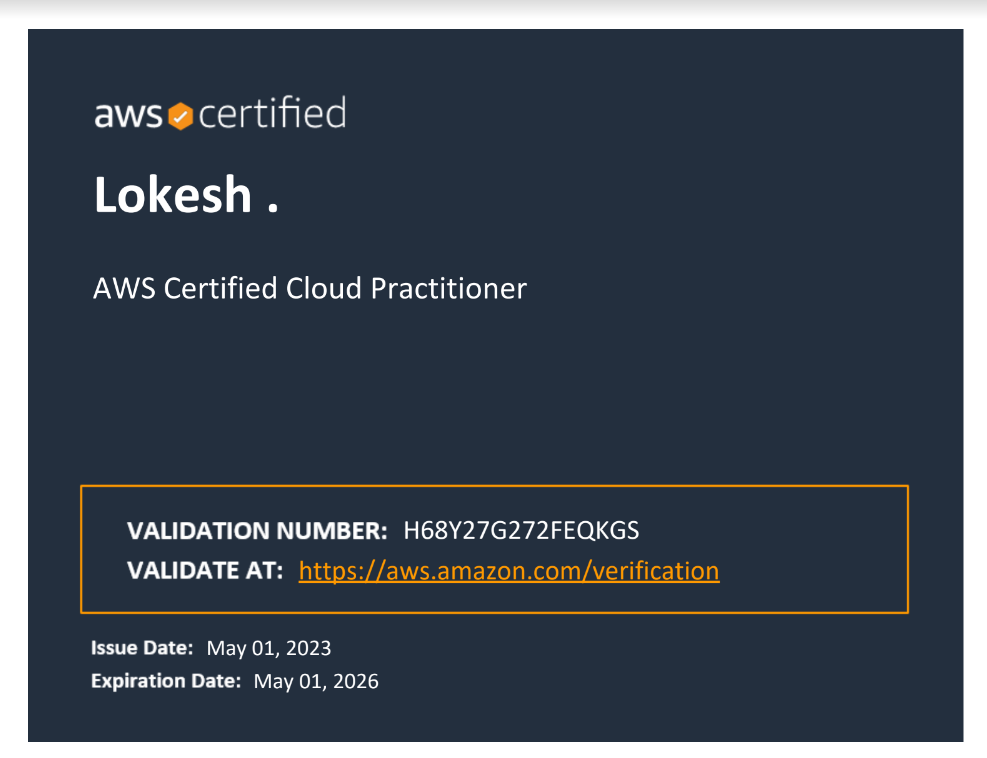 aws certified
Lokesh .
AWS Certified Cloud Practitioner
VALIDATION NUMBER: H68Y27G272FEQKGS
VALIDATE AT: https://aws.amazon.com/verification
Issue Date: May 01, 2023
Expiration Date: May 01, 2026